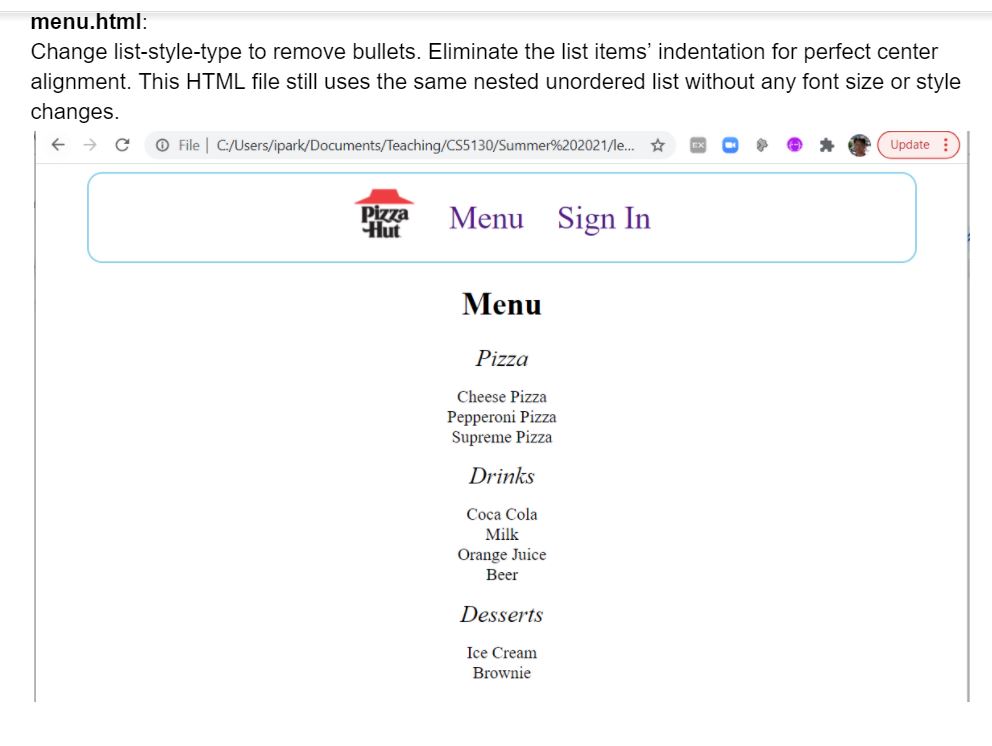 menu.html:
Change list-style-type to remove bullets. Eliminate the list items’ indentation for perfect center
alignment. This HTML file still uses the same nested unordered list without any font size or style
changes.
File | C:/Users/ipark/Documents/Teaching/CS5130/Summer%202021/le... EX Update
Pizza
Hut
Menu Sign In
Menu
Pizza
Cheese Pizza
Pepperoni Pizza
Supreme Pizza
Drinks
Coca Cola
Milk
Orange Juice
Beer
Desserts
Ice Cream
Brownie